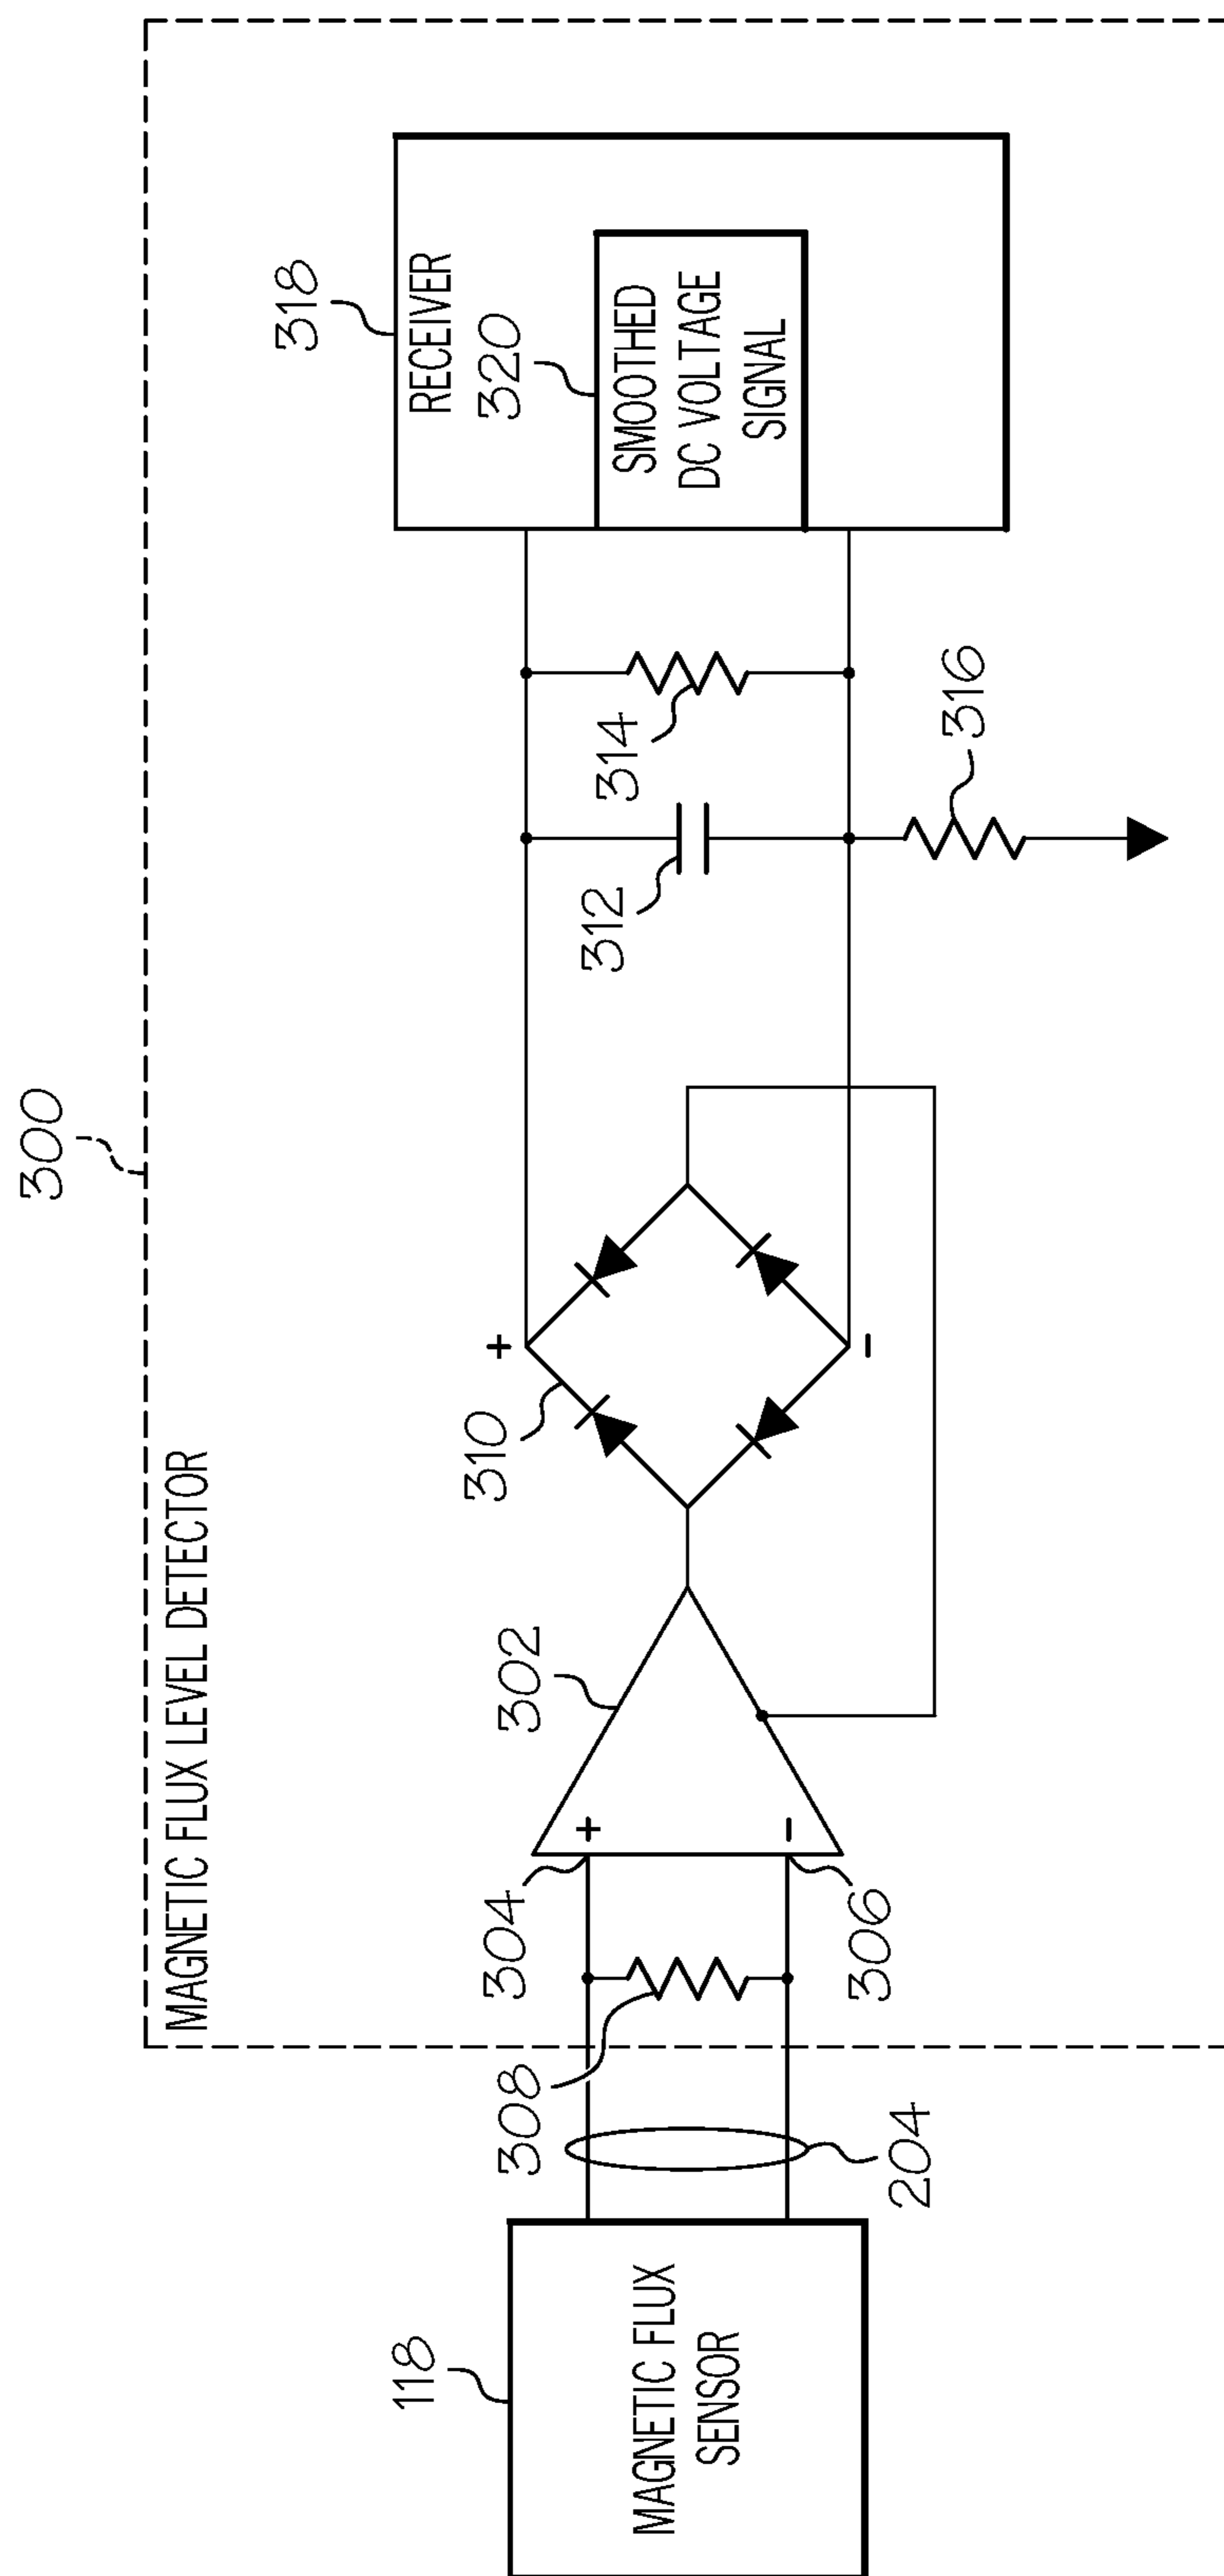 300
MAGNETIC FLUX LEVEL DETECTOR
118
MAGNETIC FLUX
SENSOR
204
308
304
306
+
−
302
310
+
−
312
314
316
318
RECEIVER
320
SMOOTHED
DC VOLTAGE
SIGNAL